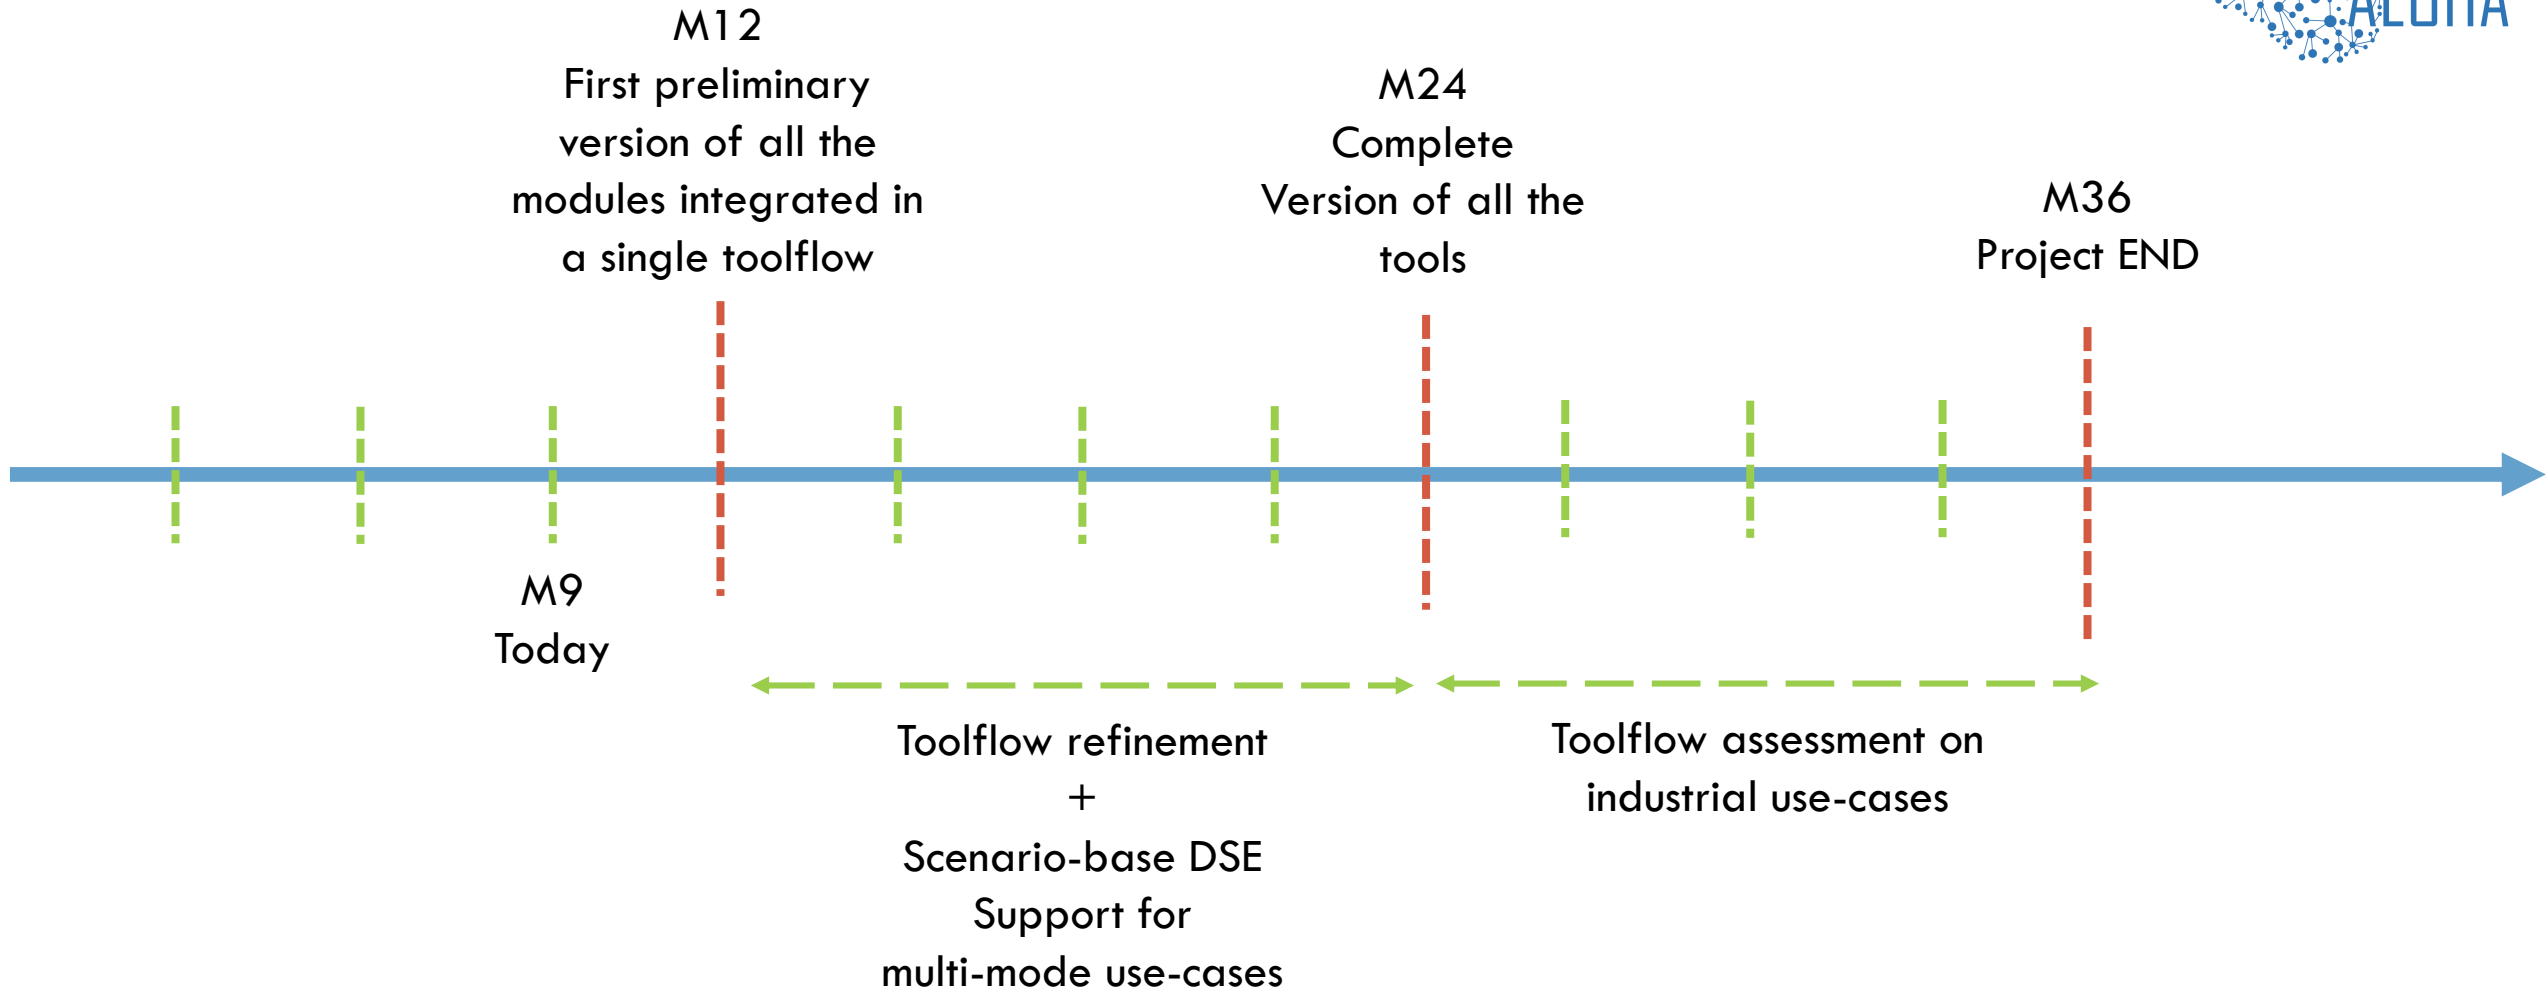 M12
First preliminary
version of all the
modules integrated in
a single toolflow
M24
Complete
Version of all the
tools
M36
Project END
M9
Today
Toolflow refinement
+
Scenario-base DSE
Support for
multi-mode use-cases
Toolflow assessment on
industrial use-cases